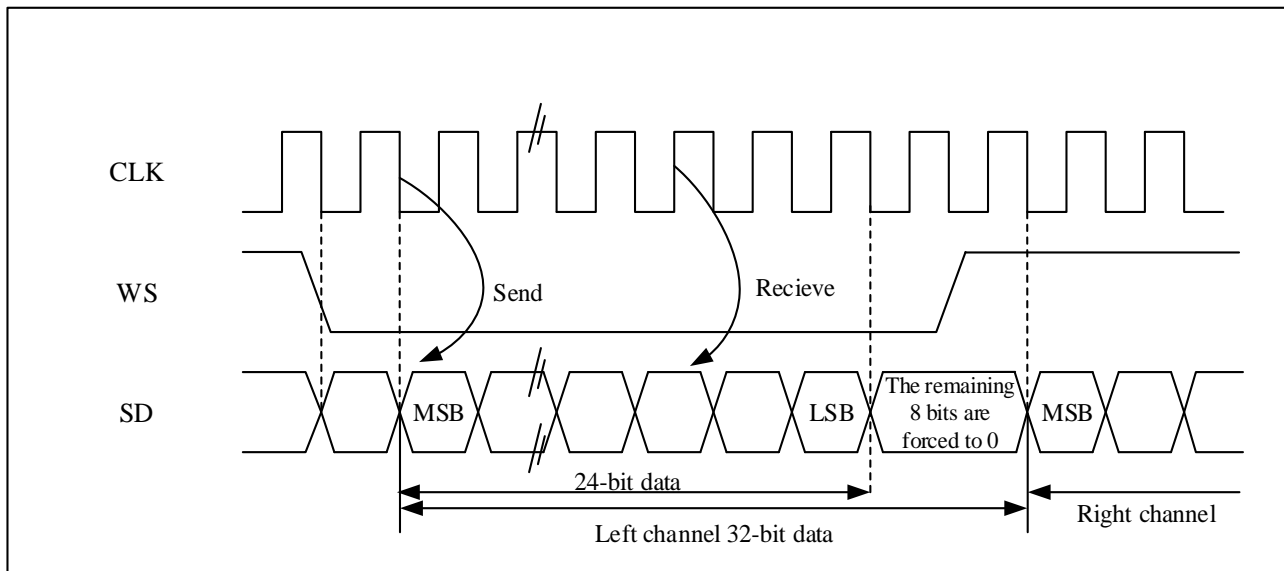 CLK
WS
Send
Recieve
SD
MSB
LSB
The remaining
8 bits are
forced to 0
MSB
24-bit data
Left channel 32-bit data
Right channel